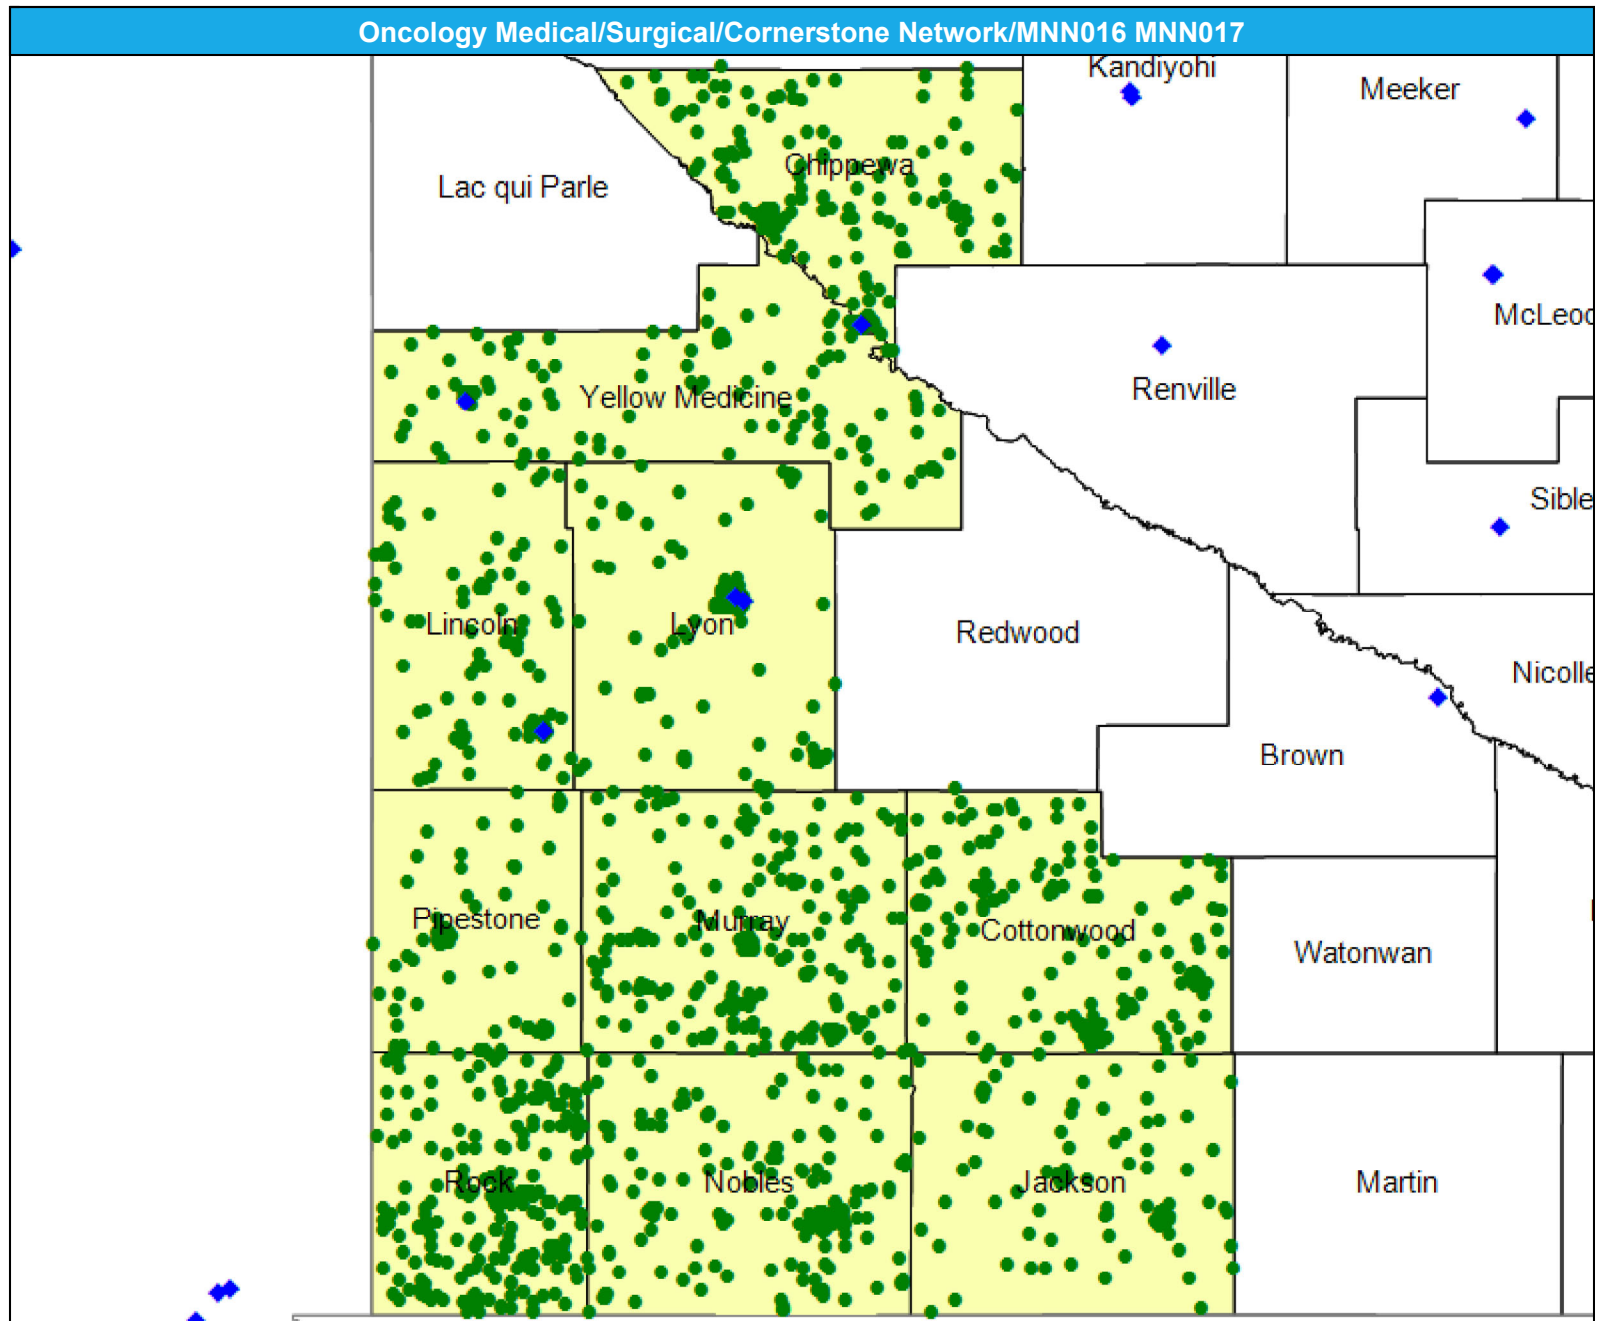 Oncology Medical/Surgical/Cornerstone Network/MNN016 MNN017
Kandiyohi
Meeker
Chippewa
Lac qui Parle
McLeod
Renville
Yellow Medicine
Sible
Lincoln
Lyon
Redwood
Nicolle
Brown
Pipestone
Murray
Cottonwood
Watonwan
Rock
Nobles
Jackson
Martin